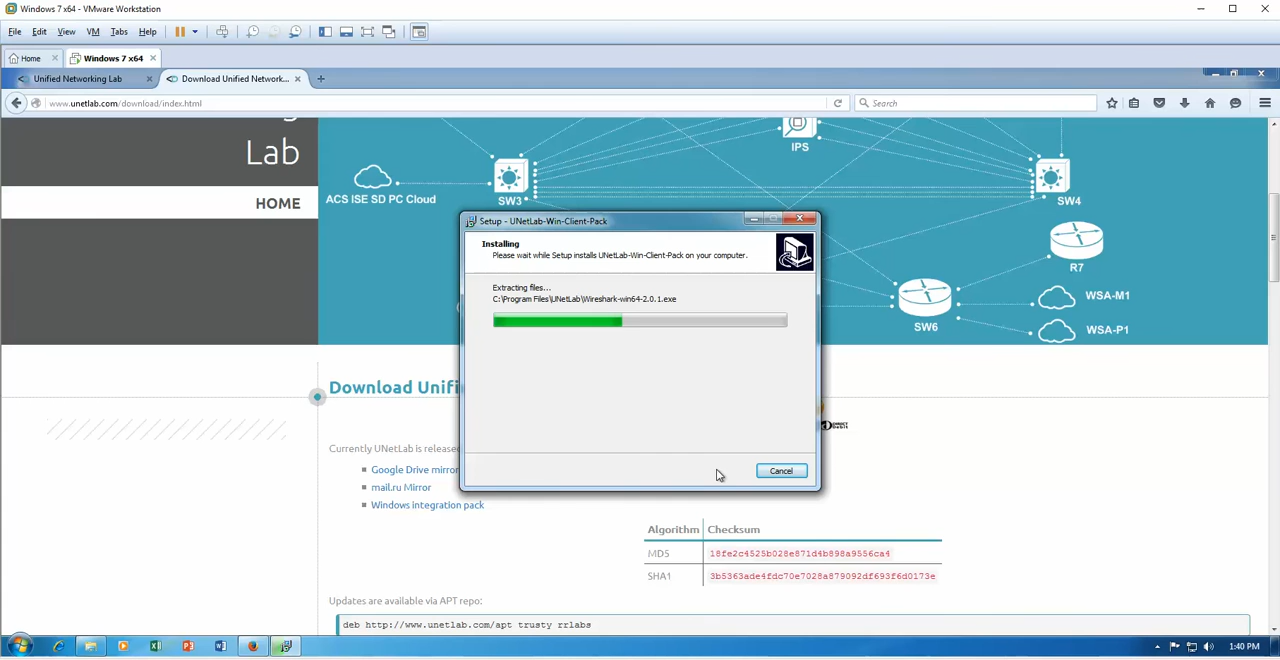 Windows 7 x64 - VMware Workstation
File Edit View VM Tabs Help
Home Windows 7 x64
Unified Networking Lab Download Unified Network...
www.unetlab.com/download/index.html Search
Lab
IPS
ACS ISE SD PC Cloud
SW3
SW4
HOME
R7
WSA-M1
SW6
WSA-P1
Setup - UNetLab-Win-Client-Pack
Installing
Please wait while Setup installs UNetLab-Win-Client-Pack on your computer.
Extracting files...
C:\Program Files\UNetLab\Wireshark-win64-2.0.1.exe
Cancel
Download Unifi
Currently UNetLab is release
Google Drive mirror
mail.ru Mirror
Windows integration pack
Algorithm Checksum
MD5 18fe2c4525b028e871d4b898a9556ca4
SHA1 3b5363ade4fdc70e7028a879092df693f6d0173e
Updates are available via APT repo:
deb http://www.unetlab.com/apt trusty rrlabs
1:40 PM